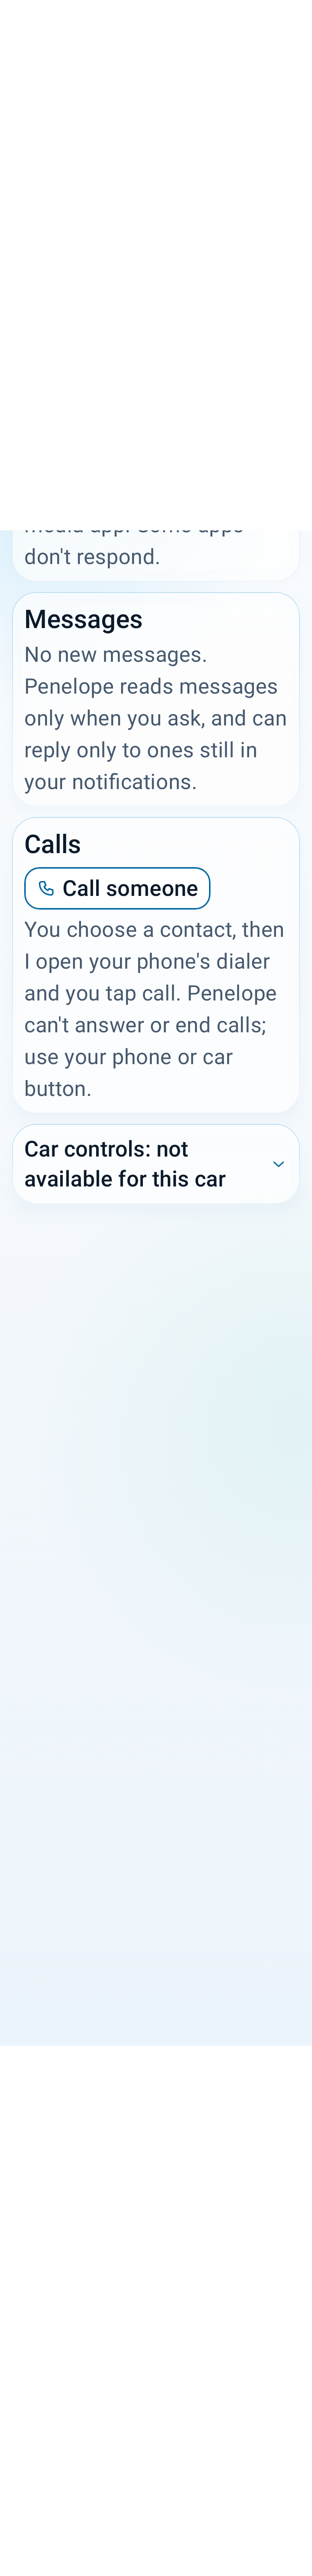 don't respond.
Messages
No new messages.
Penelope reads messages
only when you ask, and can
reply only to ones still in
your notifications.
Calls
Call someone
You choose a contact, then
I open your phone's dialer
and you tap call. Penelope
can't answer or end calls;
use your phone or car
button.
Car controls: not
available for this car